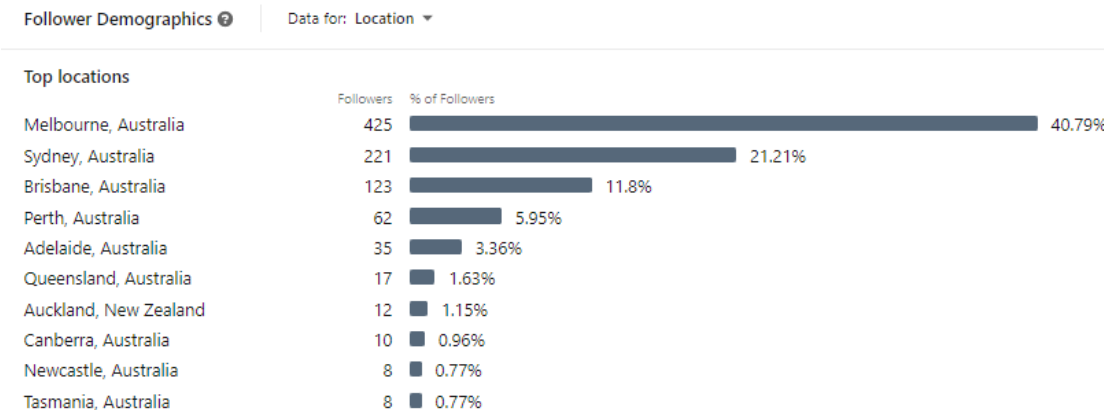 Follower Demographics ? Data for: Location
Top locations
Followers % of Followers
Melbourne, Australia 425 40.79%
Sydney, Australia 221 21.21%
Brisbane, Australia 123 11.8%
Perth, Australia 62 5.95%
Adelaide, Australia 35 3.36%
Queensland, Australia 17 1.63%
Auckland, New Zealand 12 1.15%
Canberra, Australia 10 0.96%
Newcastle, Australia 8 0.77%
Tasmania, Australia 8 0.77%